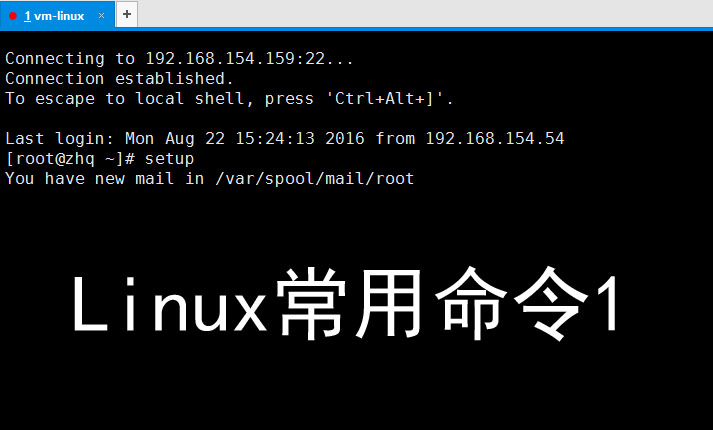 1 vm-linux × +
Connecting to 192.168.154.159:22...
Connection established.
To escape to local shell, press 'Ctrl+Alt+]'.
Last login: Mon Aug 22 15:24:13 2016 from 192.168.154.54
[root@zhq ~]# setup
You have new mail in /var/spool/mail/root
Linux常用命令1